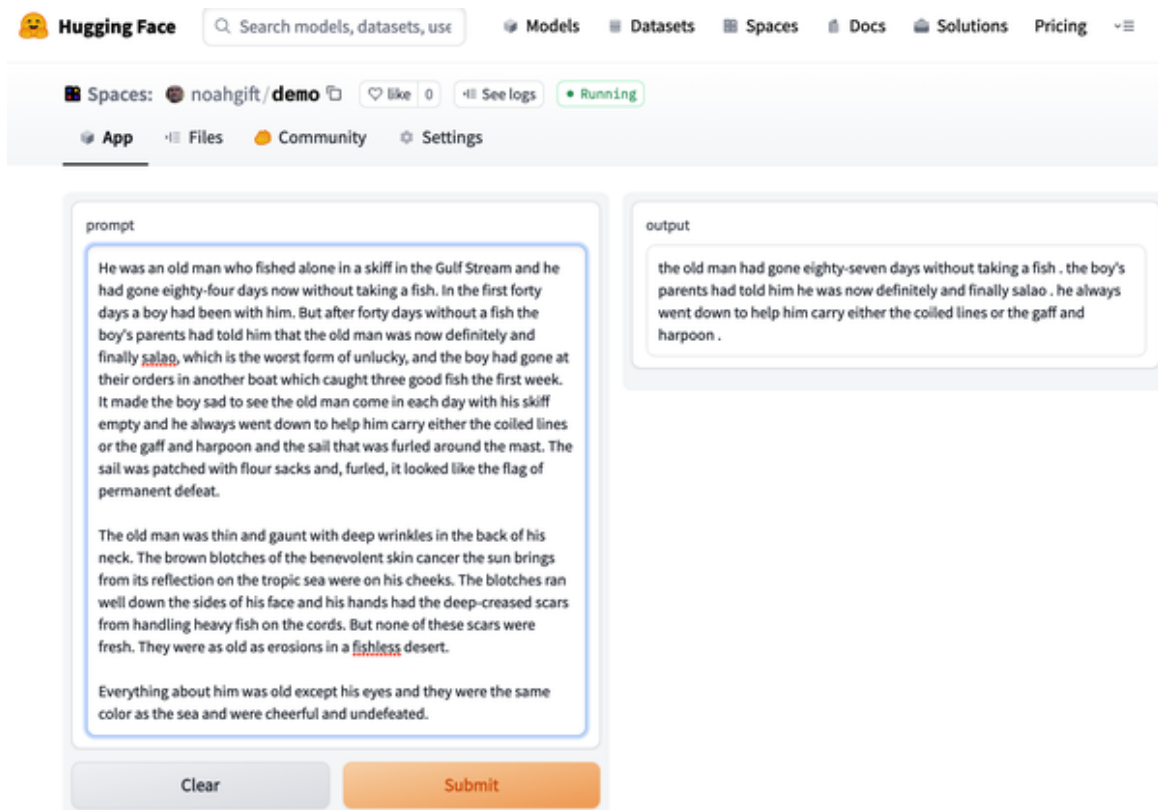 Hugging Face
Search models, datasets, use
Models
Datasets
Spaces
Docs
Solutions
Pricing
Spaces:
noahgift/demo
like
0
See logs
Running
App
Files
Community
Settings
prompt
He was an old man who fished alone in a skiff in the Gulf Stream and he
had gone eighty-four days now without taking a fish. In the first forty
days a boy had been with him. But after forty days without a fish the
boy's parents had told him that the old man was now definitely and
finally salao, which is the worst form of unlucky, and the boy had gone at
their orders in another boat which caught three good fish the first week.
It made the boy sad to see the old man come in each day with his skiff
empty and he always went down to help him carry either the coiled lines
or the gaff and harpoon and the sail that was furled around the mast. The
sail was patched with flour sacks and, furled, it looked like the flag of
permanent defeat.
The old man was thin and gaunt with deep wrinkles in the back of his
neck. The brown blotches of the benevolent skin cancer the sun brings
from its reflection on the tropic sea were on his cheeks. The blotches ran
well down the sides of his face and his hands had the deep-creased scars
from handling heavy fish on the cords. But none of these scars were
fresh. They were as old as erosions in a fishless desert.
Everything about him was old except his eyes and they were the same
color as the sea and were cheerful and undefeated.
Clear
Submit
output
the old man had gone eighty-seven days without taking a fish . the boy's
parents had told him he was now definitely and finally salao . he always
went down to help him carry either the coiled lines or the gaff and
harpoon .